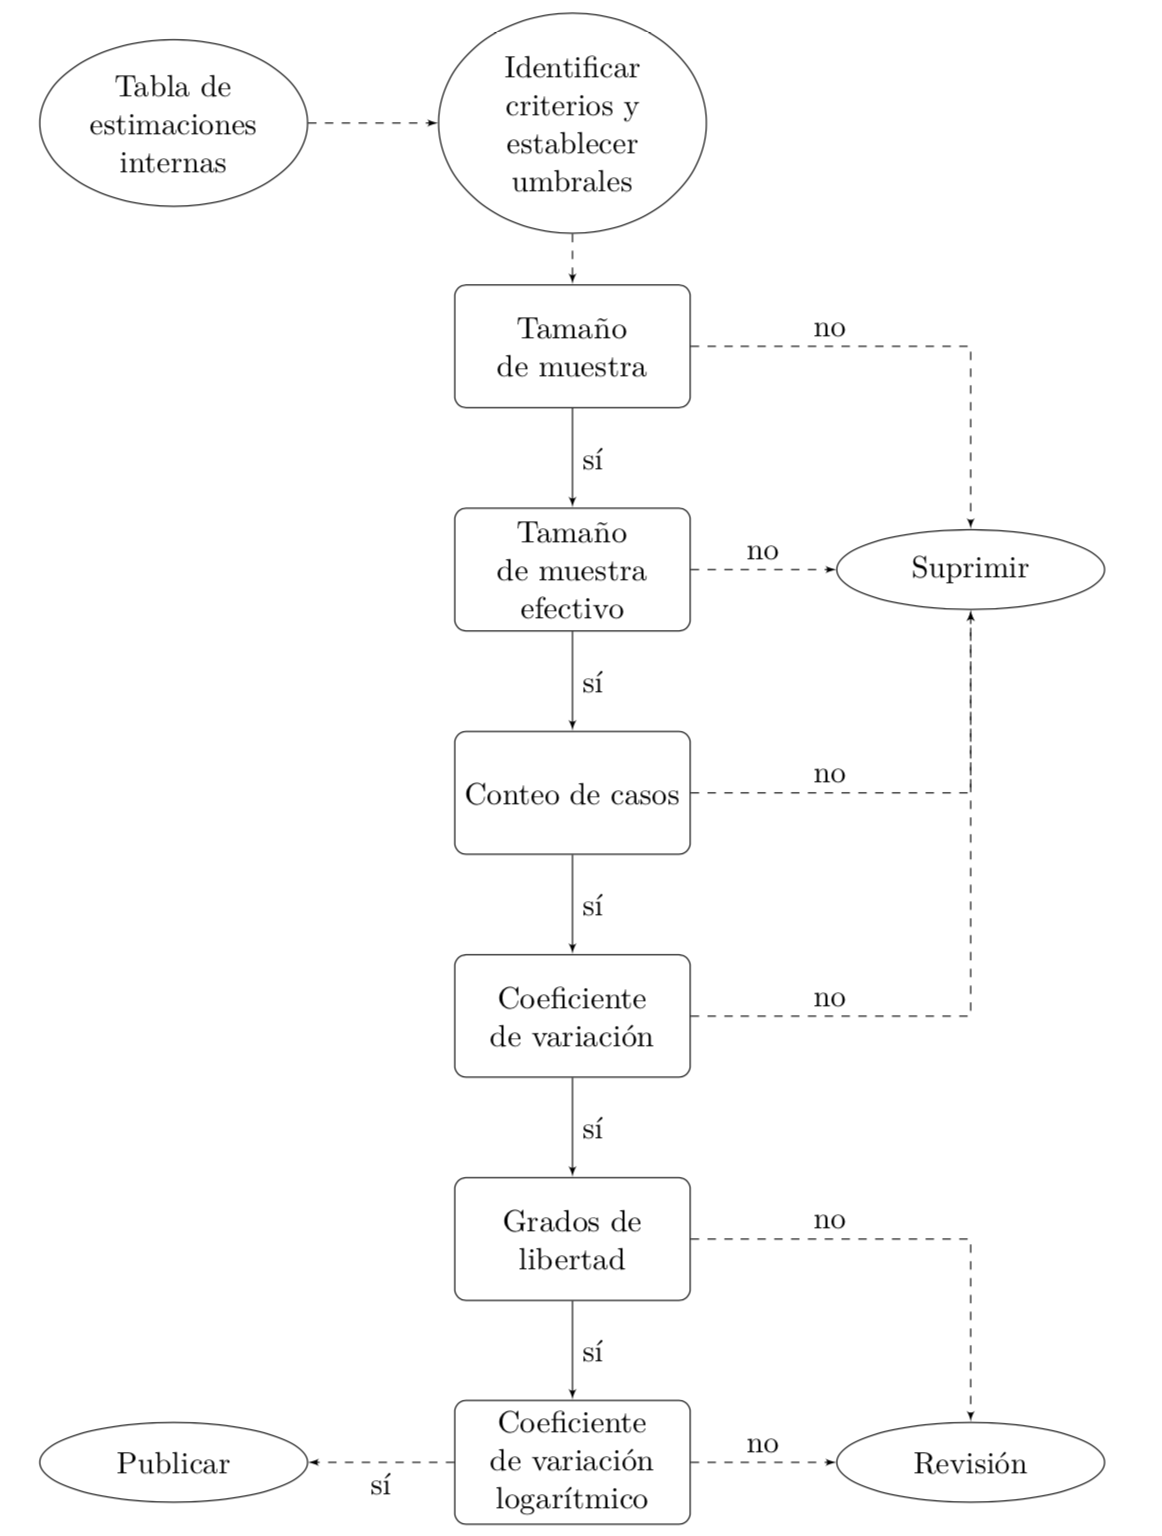 Tabla de
estimaciones
internas
Identificar
criterios y
establecer
umbrales
Tamaño
de muestra
no
sí
Tamaño
de muestra
efectivo
no
Suprimir
sí
Conteo de casos
no
sí
Coeficiente
de variación
no
sí
Grados de
libertad
no
sí
Coeficiente
de variación
logarítmico
no
Revisión
sí
Publicar